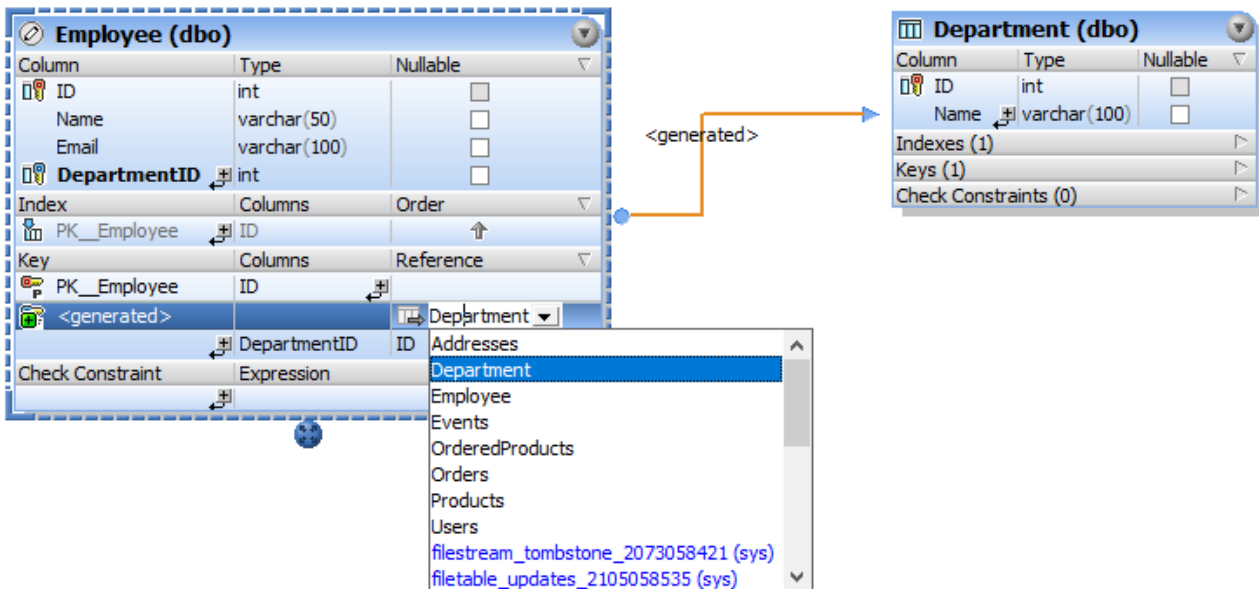 Employee (dbo)
Column Type Nullable
ID int
Name varchar(50)
Email varchar(100)
DepartmentID int
Index Columns Order
PK__Employee ID
Key Columns Reference
P PK__Employee ID
<generated> Department
DepartmentID ID
Check Constraint Expression
Addresses
Department
Employee
Events
OrderedProducts
Orders
Products
Users
filestream_tombstone_2073058421 (sys)
filetable_updates_2105058535 (sys)
<generated>
Department (dbo)
Column Type Nullable
ID int
Name varchar(100)
Indexes (1)
Keys (1)
Check Constraints (0)